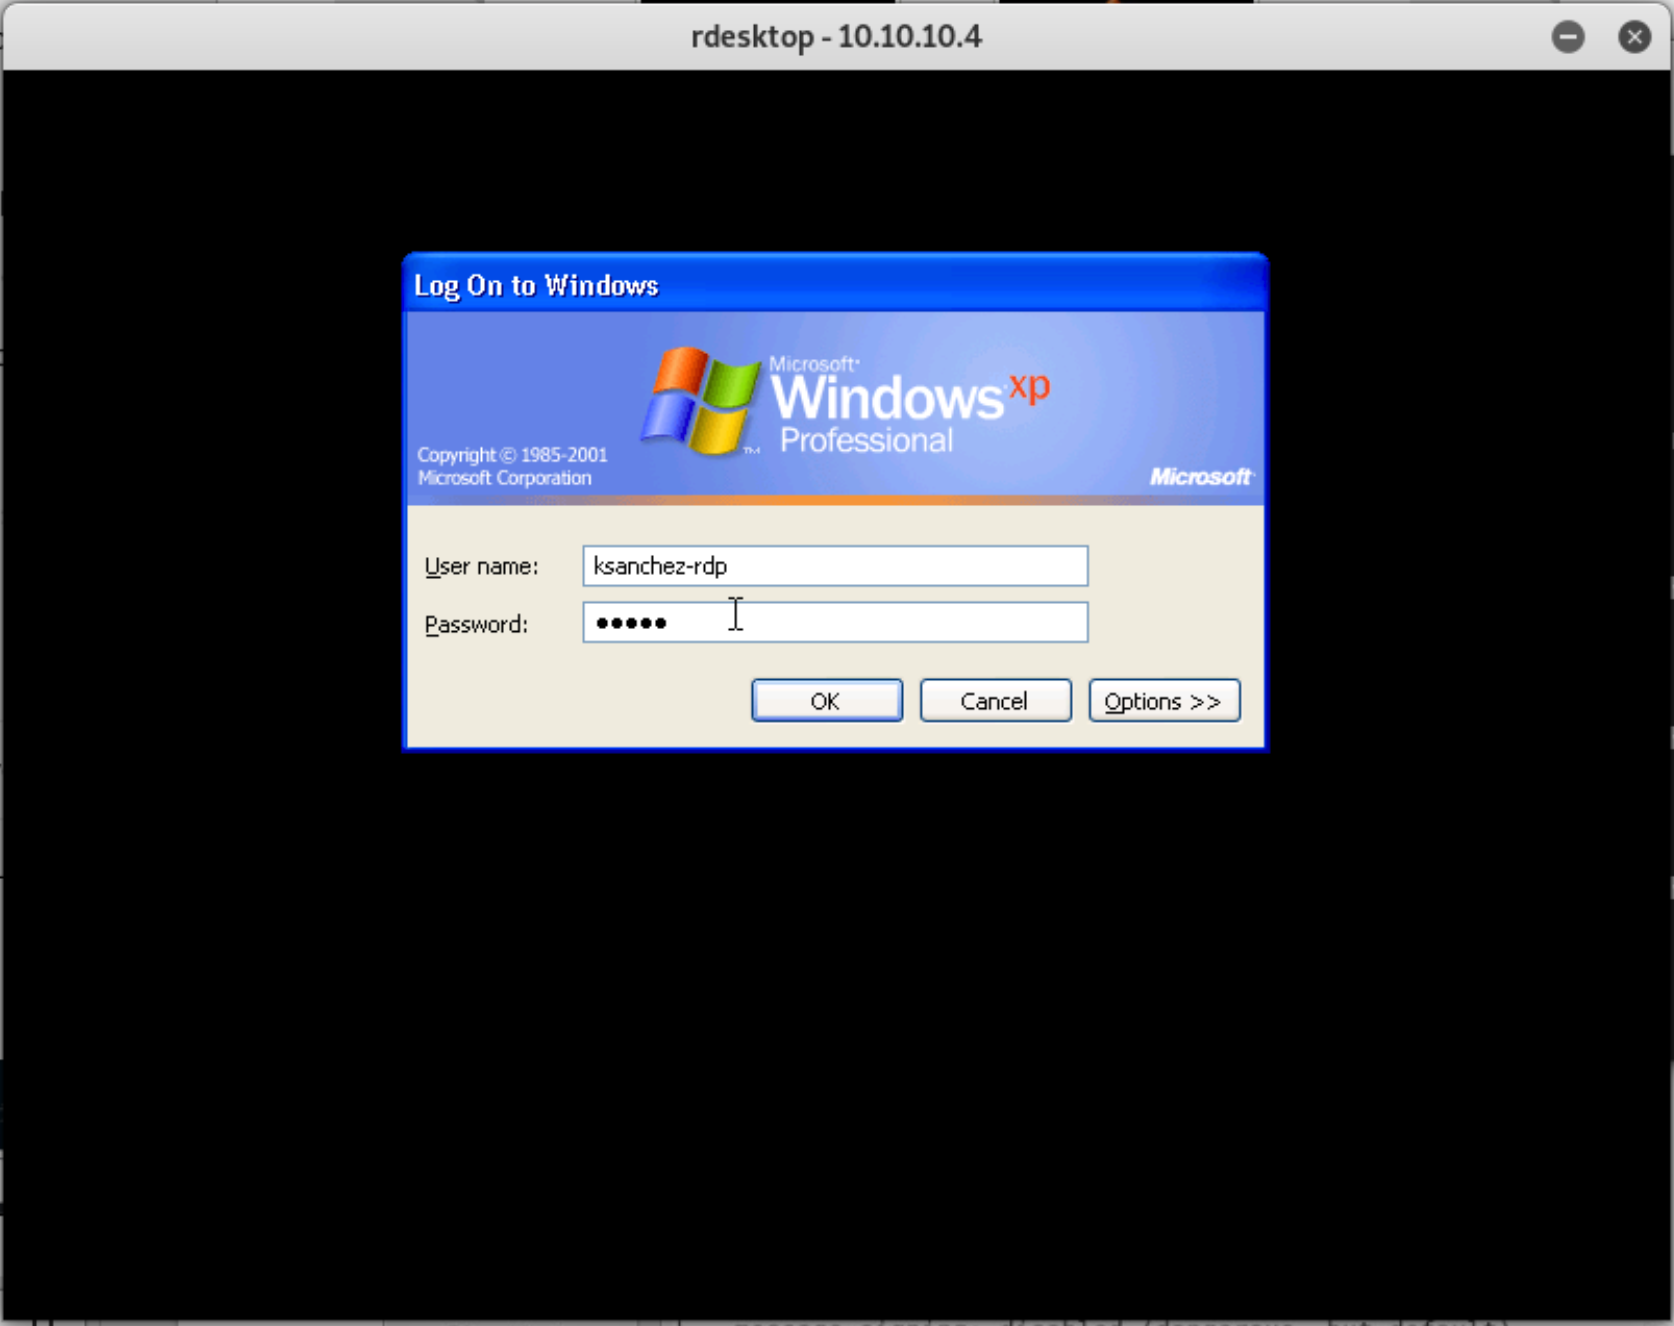 rdesktop - 10.10.10.4
Log On to Windows
Microsoft
Windows xp
Professional
Copyright © 1985-2001
Microsoft Corporation
Microsoft
User name: ksanchez-rdp
Password: •••••
OK Cancel Options >>